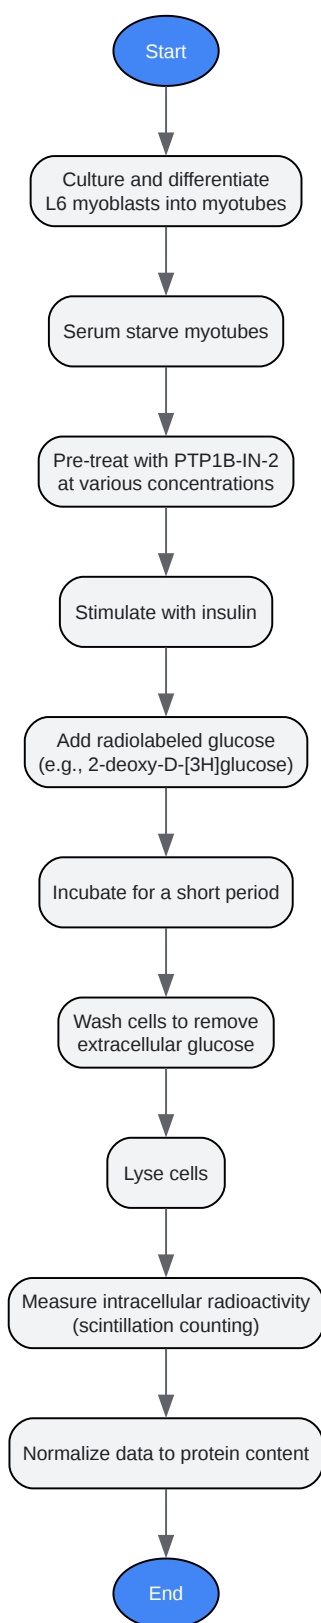 Start
Culture and differentiate
L6 myoblasts into myotubes
Serum starve myotubes
Pre-treat with PTP1B-IN-2
at various concentrations
Stimulate with insulin
Add radiolabeled glucose
(e.g., 2-deoxy-D-[3H]glucose)
Incubate for a short period
Wash cells to remove
extracellular glucose
Lyse cells
Measure intracellular radioactivity
(scintillation counting)
Normalize data to protein content
End